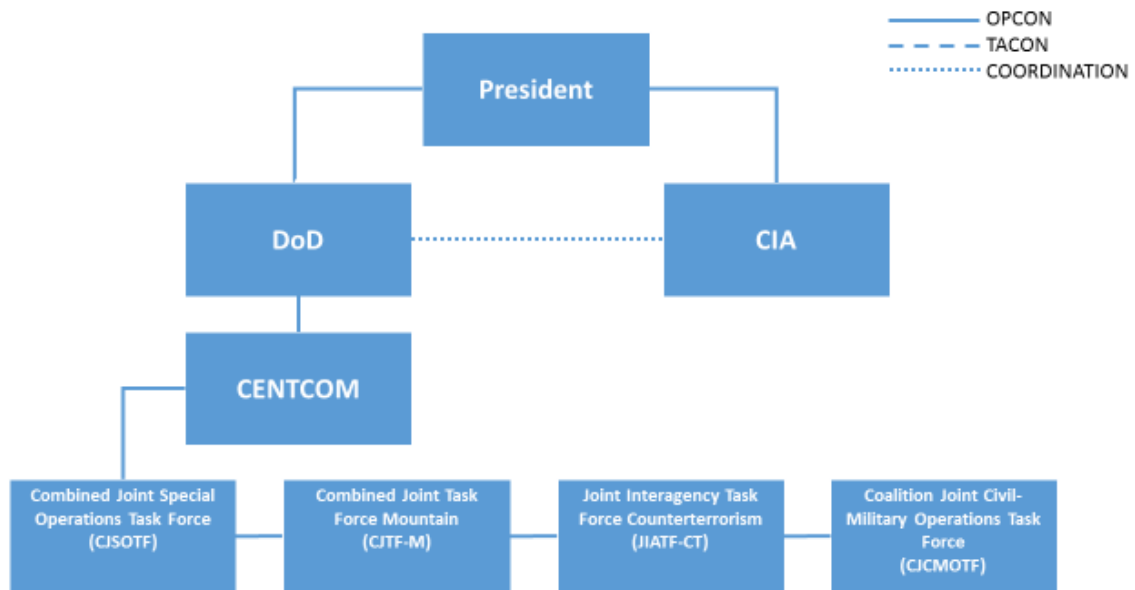 OPCON
TACON
COORDINATION
President
DoD
CIA
CENTCOM
Combined Joint Special
Operations Task Force
(CJSOTF)
Combined Joint Task
Force Mountain
(CJTF-M)
Joint Interagency Task
Force Counterterrorism
(JIATF-CT)
Coalition Joint Civil-
Military Operations Task
Force
(CJCMOTF)